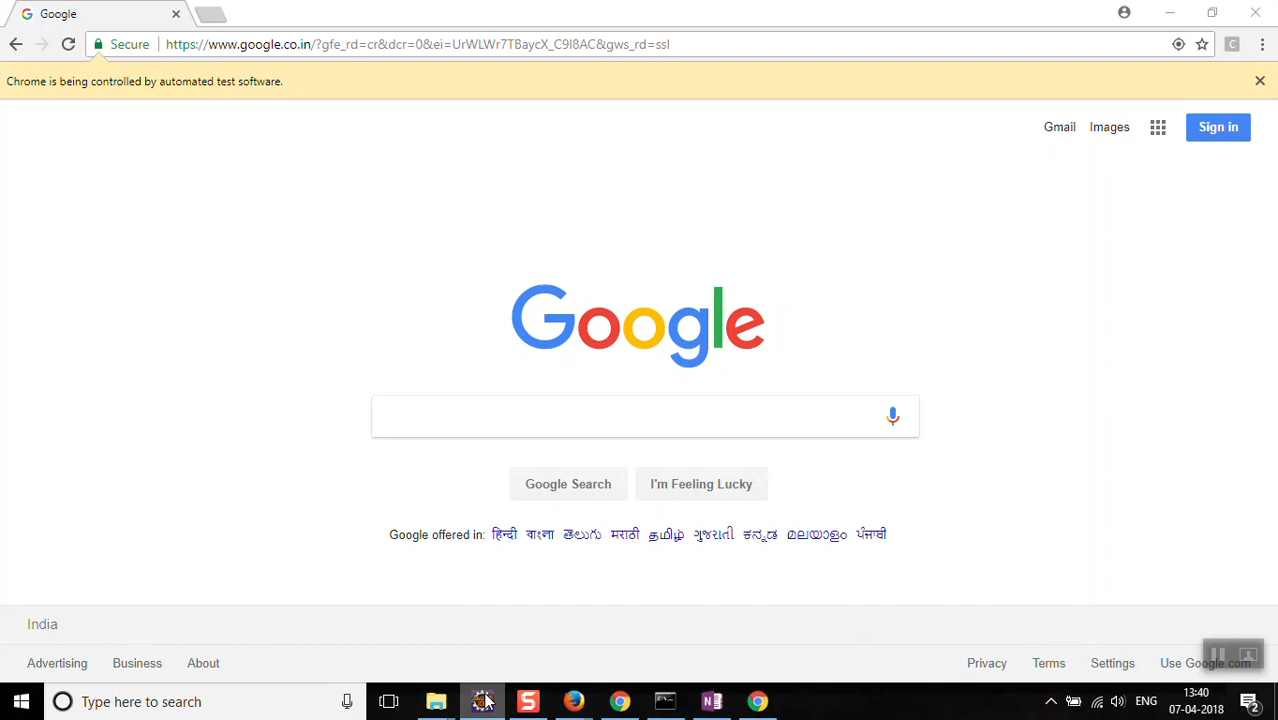 Google
Secure https://www.google.co.in/?gfe_rd=cr&dcr=0&ei=UrWLWr7TBaycX_C9I8AC&gws_rd=ssl
C
Chrome is being controlled by automated test software.
Gmail Images Sign in
Google
Google Search I'm Feeling Lucky
Google offered in: हिन्दी বাংলা తెలుగు मराठी தமிழ் ગુજરાતી ಕನ್ನಡ മലയാളം ਪੰਜਾਬੀ
India
Advertising Business About Privacy Terms Settings Use Google.com
Type here to search S N ENG 13:40
07-04-2018 2